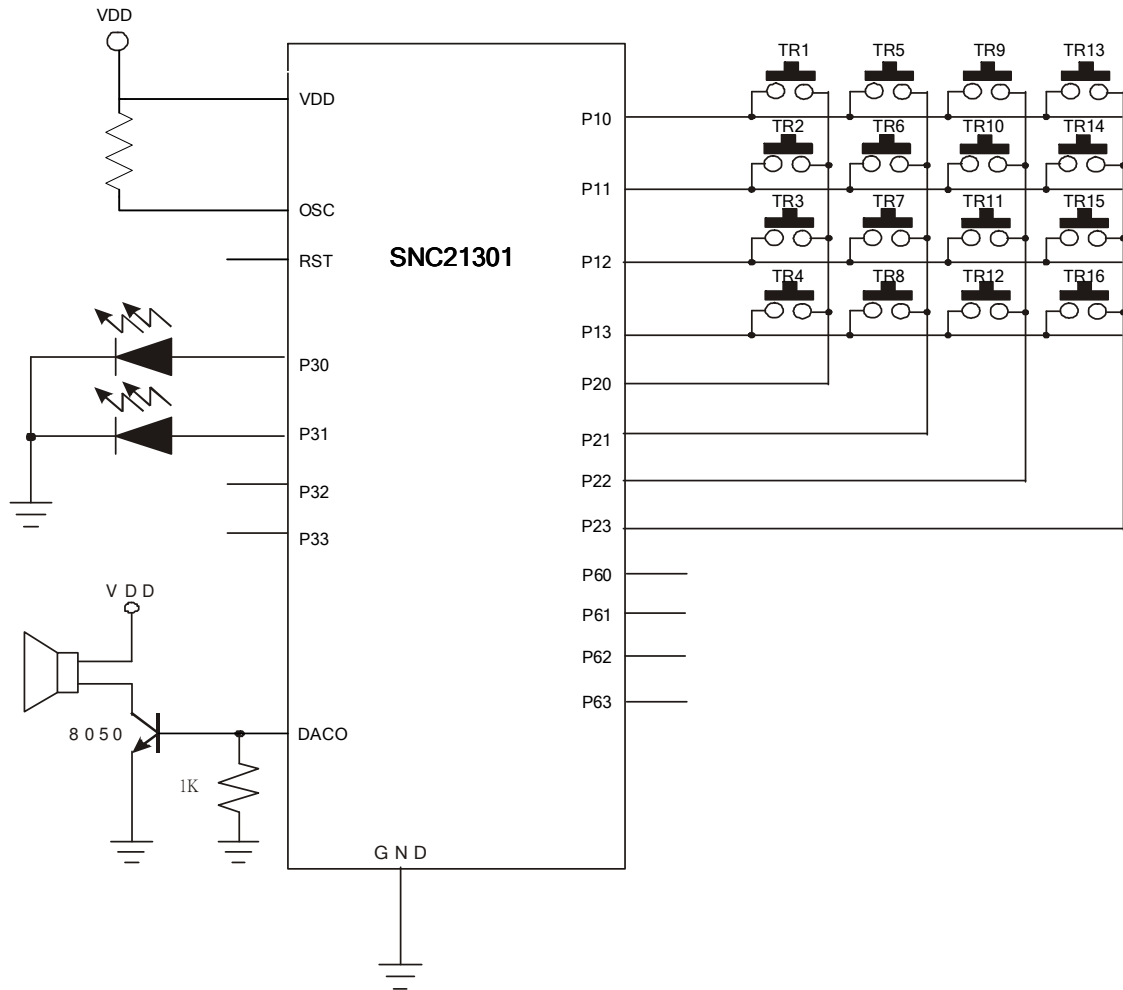 VDD
TR1 TR5 TR9 TR13
VDD
P10
TR2 TR6 TR10 TR14
P11
OSC
TR3 TR7 TR11 TR15
RST
SNC21301
P12
TR4 TR8 TR12 TR16
P13
P30
P20
P31
P21
P22
P32
P23
P33
P60
VDD
P61
P62
P63
8050
DACO
1K
GND